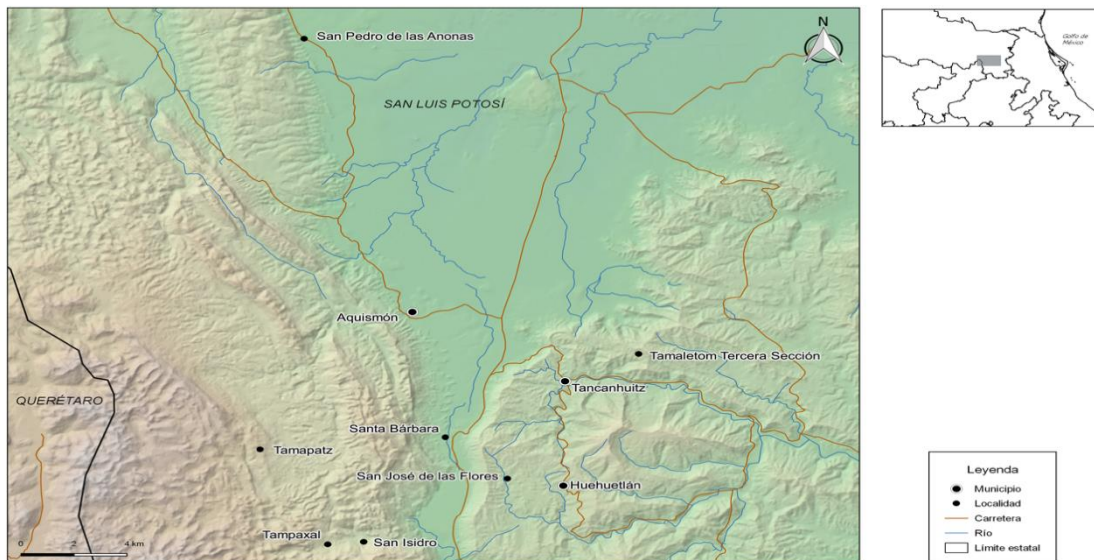 San Pedro de las Anonas
N
SAN LUIS POTOSÍ
Golfo de
México
Aquismón
Tamaletom Tercera Sección
Tancanhuitz
QUERÉTARO
Santa Bárbara
Tamapatz
San José de las Flores
Huehuetlán
Tampaxal
San Isidro
0 2 4 km
Leyenda
Municipio
Localidad
Carretera
Río
Límite estatal